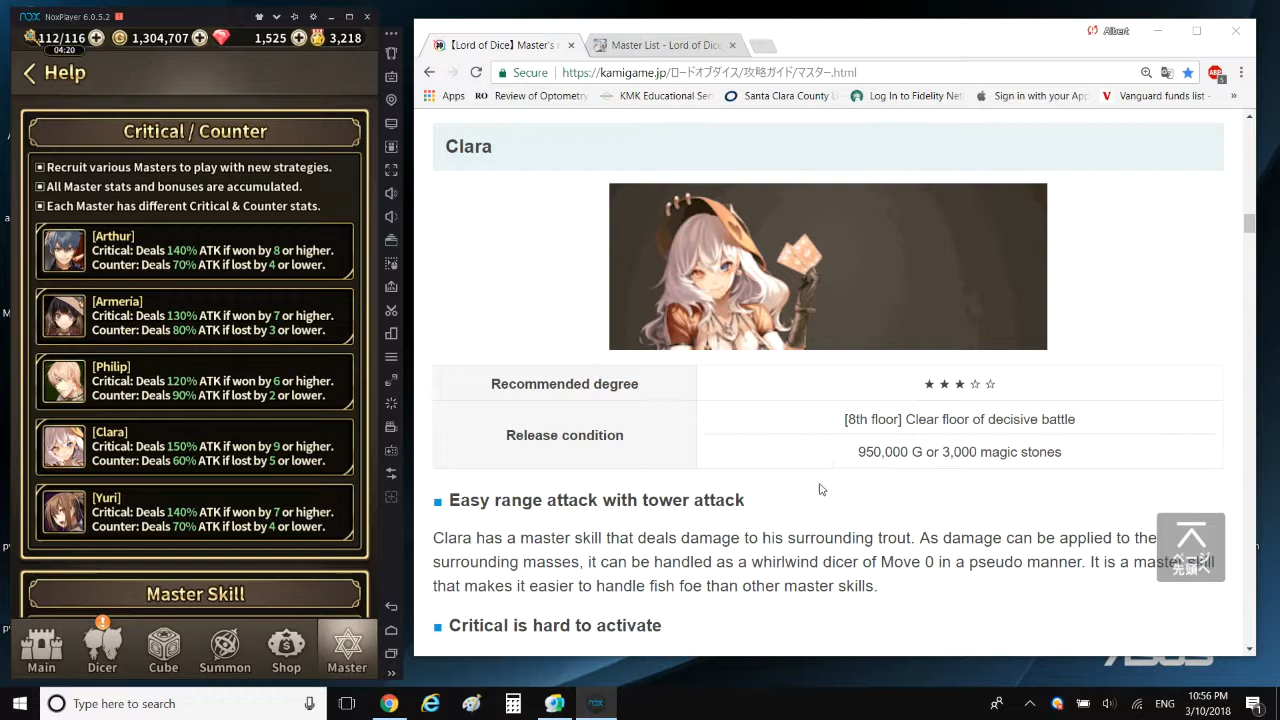 NoxPlayer 6.0.5.2
112/116
1,304,707
1,525
3,218
04:20
Help
Critical / Counter
Recruit various Masters to play with new strategies.
All Master stats and bonuses are accumulated.
Each Master has different Critical & Counter stats.
[Arthur]
Critical: Deals 140% ATK if won by 8 or higher.
Counter: Deals 70% ATK if lost by 4 or lower.
[Armeria]
Critical: Deals 130% ATK if won by 7 or higher.
Counter: Deals 80% ATK if lost by 3 or lower.
[Philip]
Critical: Deals 120% ATK if won by 6 or higher.
Counter: Deals 90% ATK if lost by 2 or lower.
[Clara]
Critical: Deals 150% ATK if won by 9 or higher.
Counter: Deals 60% ATK if lost by 5 or lower.
[Yuri]
Critical: Deals 140% ATK if won by 7 or higher.
Counter: Deals 70% ATK if lost by 4 or lower.
Master Skill
Main
Dicer
Cube
Summon
Shop
Master
【Lord of Dice】Master's
Master List - Lord of Dice
Albert
Secure
https://kamigame.jp/ロードオブダイス/攻略ガイド/マスター.html
Apps
RO Review of Optometry
KMK Educational Ser
Santa Clara County
Log In to Fidelity Net
Sign in with your App
Vanguard funds list -
Clara
Recommended degree
★ ★ ★ ☆ ☆
Release condition
[8th floor] Clear floor of decisive battle
950,000 G or 3,000 magic stones
Easy range attack with tower attack
Clara has a master skill that deals damage to his surrounding trout. As damage can be applied to the
surrounding masses, it can be handled as a whirlwind dicer of Move 0 in a pseudo manner. It is a master skill
that makes it easier to handle fish foe than other master skills.
Critical is hard to activate
ページ
先頭へ
ASUS
Type here to search
ENG
10:56 PM
3/10/2018